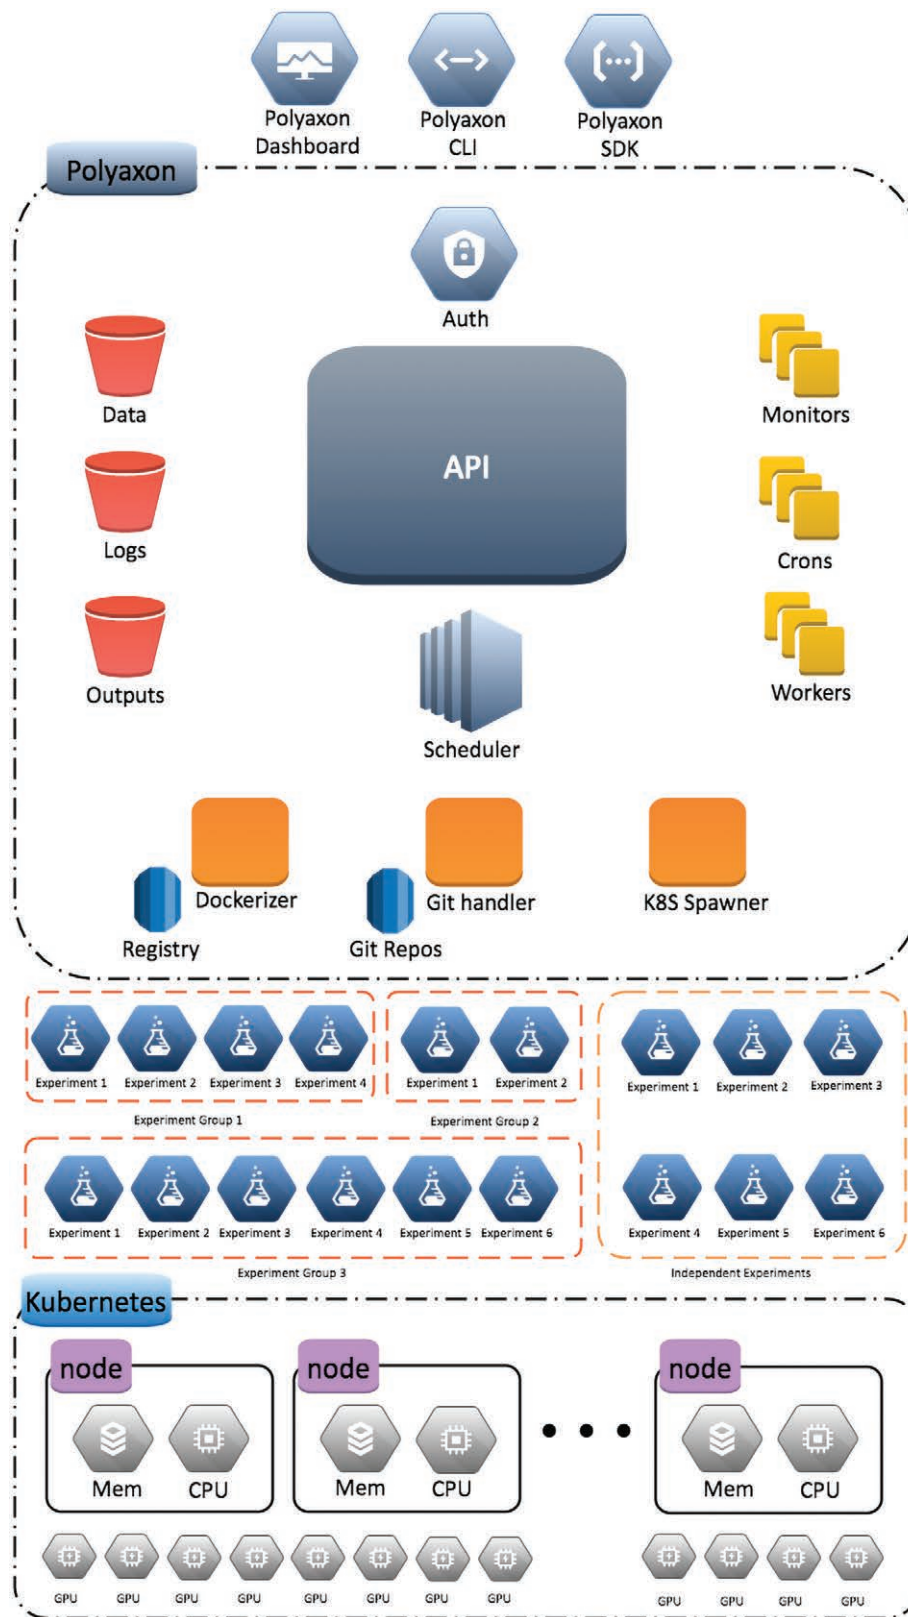 Polyaxon
Dashboard
Polyaxon
CLI
Polyaxon
SDK
Polyaxon
Auth
Data
API
Monitors
Logs
Crons
Outputs
Workers
Scheduler
Dockerizer
Git handler
K8S Spawner
Registry
Git Repos
Experiment 1
Experiment 2
Experiment 3
Experiment 4
Experiment Group 1
Experiment 1
Experiment 2
Experiment Group 2
Experiment 1
Experiment 2
Experiment 3
Experiment 4
Experiment 5
Experiment 6
Independent Experiments
Experiment 1
Experiment 2
Experiment 3
Experiment 4
Experiment 5
Experiment 6
Experiment Group 3
Kubernetes
node
Mem
CPU
node
Mem
CPU
node
Mem
CPU
GPU
GPU
GPU
GPU
GPU
GPU
GPU
GPU
GPU
GPU
GPU
GPU